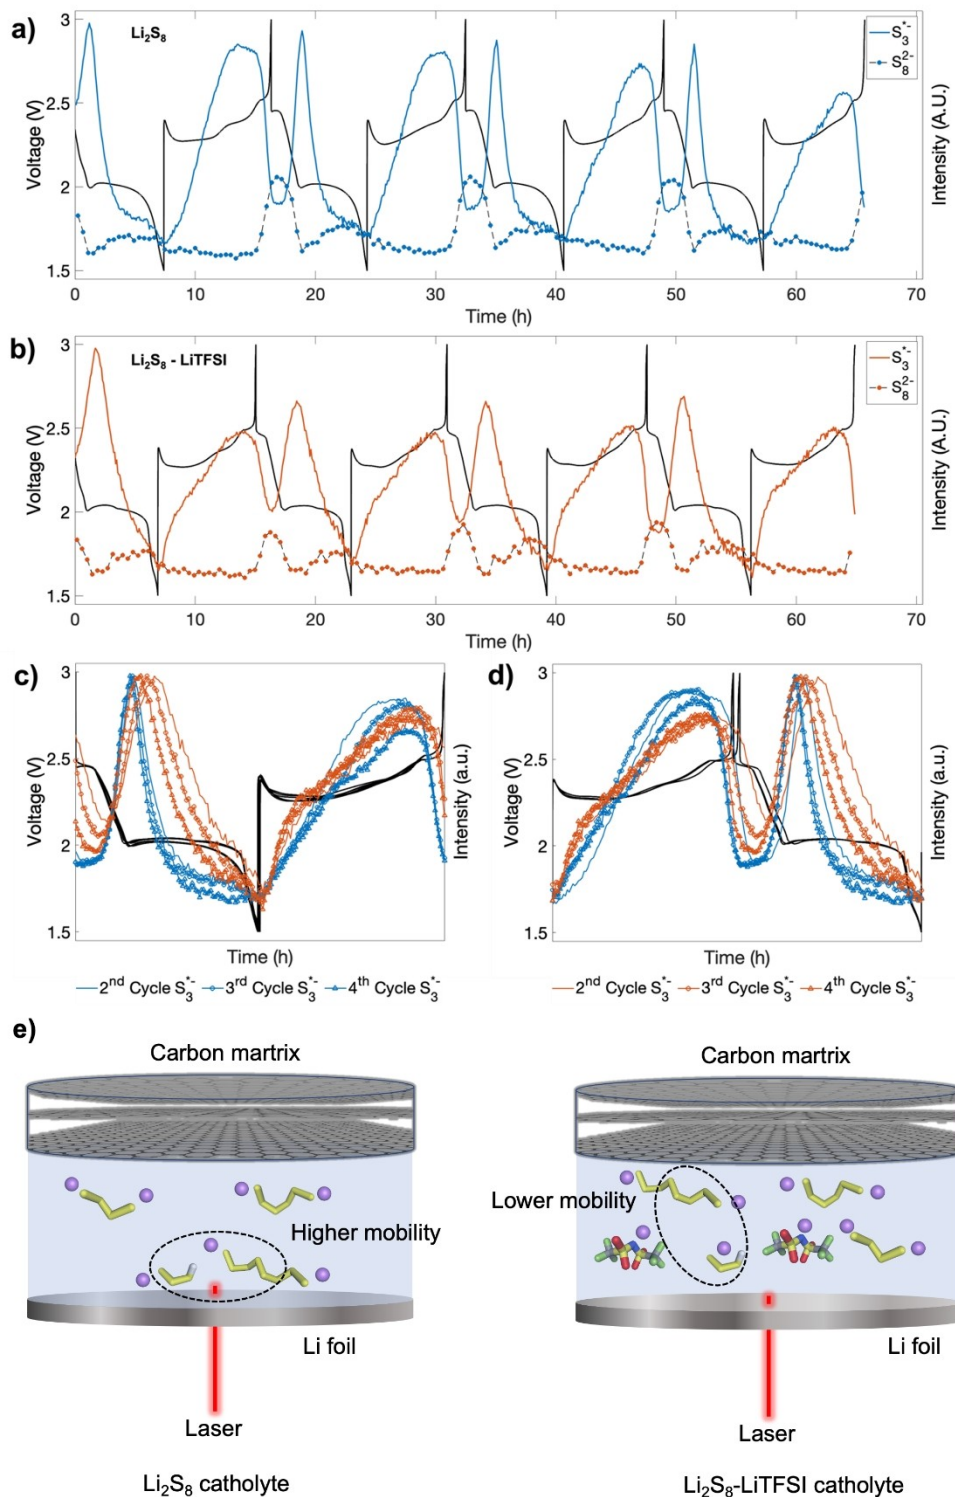 a)
Li₂S₈
S₃*-
S₈²⁻
3
2.5
2
1.5
Voltage (V)
Intensity (A.U.)
0 10 20 30 40 50 60 70
Time (h)
b)
Li₂S₈ - LiTFSI
S₃*-
S₈²⁻
3
2.5
2
1.5
Voltage (V)
Intensity (A.U.)
0 10 20 30 40 50 60 70
Time (h)
c)
3
2.5
2
1.5
Voltage (V)
Intensity (a.u.)
Time (h)
d)
3
2.5
2
1.5
Voltage (V)
Intensity (a.u.)
Time (h)
2nd Cycle S₃*- 3rd Cycle S₃*- 4th Cycle S₃*-
2nd Cycle S₃*- 3rd Cycle S₃*- 4th Cycle S₃*-
e)
Carbon martrix
Higher mobility
Li foil
Laser
Li₂S₈ catholyte
Carbon martrix
Lower mobility
Li foil
Laser
Li₂S₈-LiTFSI catholyte